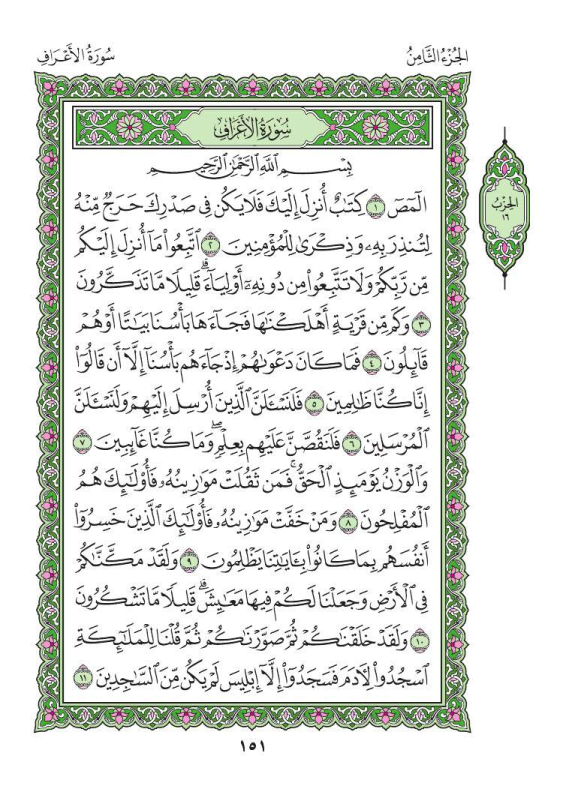 الجُزْءُ الثَّامِنُ
سُورَةُ الأَعْرَافِ
سُورَةُ الأَعْرَافِ
بِسْمِ ٱللَّهِ ٱلرَّحْمَٰنِ ٱلرَّحِيمِ
الٓمٓصٓ ١ كِتَٰبٌ أُنزِلَ إِلَيْكَ فَلَا يَكُن فِى صَدْرِكَ حَرَجٌ مِّنْهُ
لِتُنذِرَ بِهِۦ وَذِكْرَىٰ لِلْمُؤْمِنِينَ ٢ ٱتَّبِعُوا۟ مَآ أُنزِلَ إِلَيْكُم
مِّن رَّبِّكُمْ وَلَا تَتَّبِعُوا۟ مِن دُونِهِۦٓ أَوْلِيَآءَ ۗ قَلِيلًا مَّا تَذَكَّرُونَ
٣ وَكَم مِّن قَرْيَةٍ أَهْلَكْنَٰهَا فَجَآءَهَا بَأْسُنَا بَيَٰتًا أَوْ هُمْ
قَآئِلُونَ ٤ فَمَا كَانَ دَعْوَىٰهُمْ إِذْ جَآءَهُم بَأْسُنَآ إِلَّآ أَن قَالُوٓا۟
إِنَّا كُنَّا ظَٰلِمِينَ ٥ فَلَنَسْـَٔلَنَّ ٱلَّذِينَ أُرْسِلَ إِلَيْهِمْ وَلَنَسْـَٔلَنَّ
ٱلْمُرْسَلِينَ ٦ فَلَنَقُصَّنَّ عَلَيْهِم بِعِلْمٍ ۖ وَمَا كُنَّا غَآئِبِينَ ٧
وَٱلْوَزْنُ يَوْمَئِذٍ ٱلْحَقُّ ۚ فَمَن ثَقُلَتْ مَوَٰزِينُهُۥ فَأُو۟لَٰٓئِكَ هُمُ
ٱلْمُفْلِحُونَ ٨ وَمَنْ خَفَّتْ مَوَٰزِينُهُۥ فَأُو۟لَٰٓئِكَ ٱلَّذِينَ خَسِرُوٓا۟
أَنفُسَهُم بِمَا كَانُوا۟ بِـَٔايَٰتِنَا يَظْلِمُونَ ٩ وَلَقَدْ مَكَّنَّٰكُمْ
فِى ٱلْأَرْضِ وَجَعَلْنَا لَكُمْ فِيهَا مَعَٰيِشَ ۗ قَلِيلًا مَّا تَشْكُرُونَ
١٠ وَلَقَدْ خَلَقْنَٰكُمْ ثُمَّ صَوَّرْنَٰكُمْ ثُمَّ قُلْنَا لِلْمَلَٰٓئِكَةِ
ٱسْجُدُوا۟ لِـَٔادَمَ فَسَجَدُوٓا۟ إِلَّآ إِبْلِيسَ لَمْ يَكُن مِّنَ ٱلسَّٰجِدِينَ ١١
الحِزْبُ
١٦
١٥١